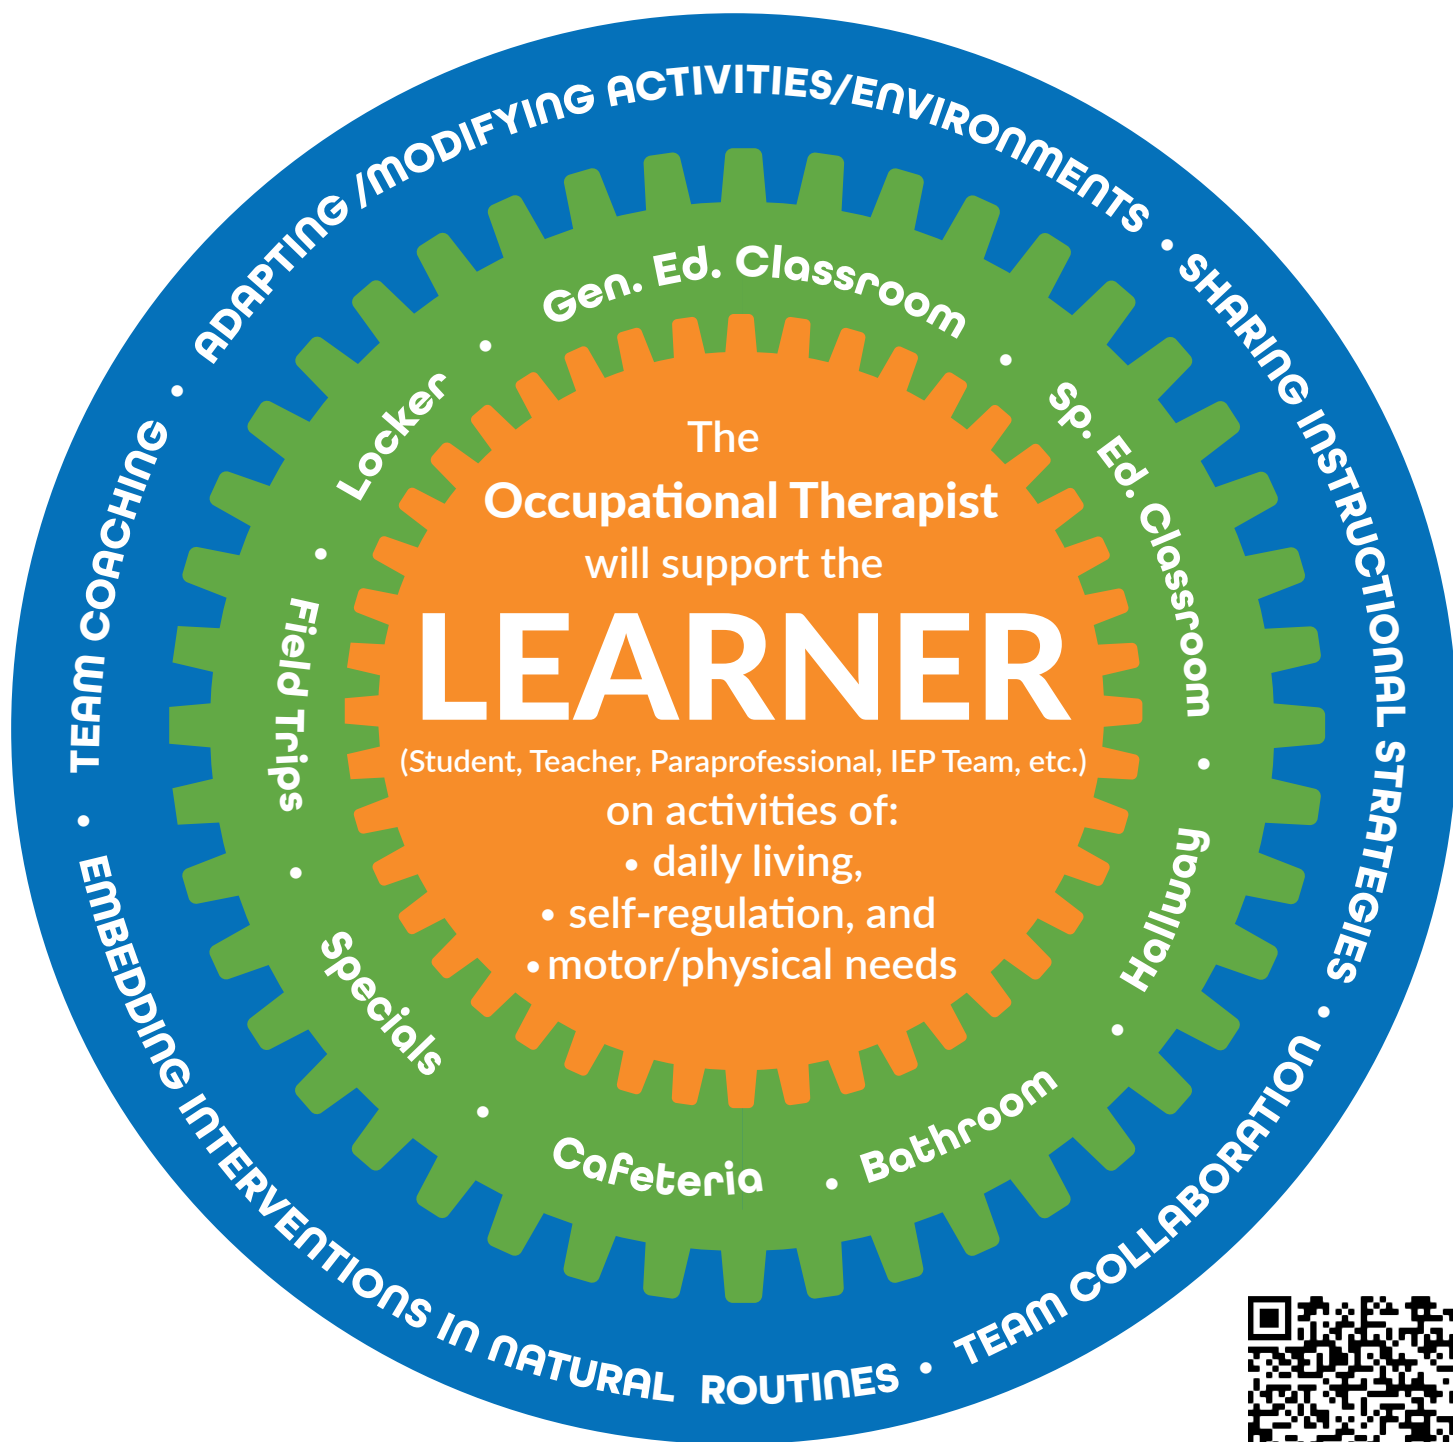 ADAPTING /MODIFYING ACTIVITIES/ENVIRONMENTS • SHARING INSTRUCTIONAL STRATEGIES • TEAM COLLABORATION • EMBEDDING INTERVENTIONS IN NATURAL ROUTINES • TEAM COACHING •
Gen. Ed. Classroom • Sp. Ed. Classroom • Hallway • Bathroom • Cafeteria • Specials • Field Trips • Locker •
The
Occupational Therapist
will support the
LEARNER
(Student, Teacher, Paraprofessional, IEP Team, etc.)
on activities of:
• daily living,
• self-regulation, and
• motor/physical needs